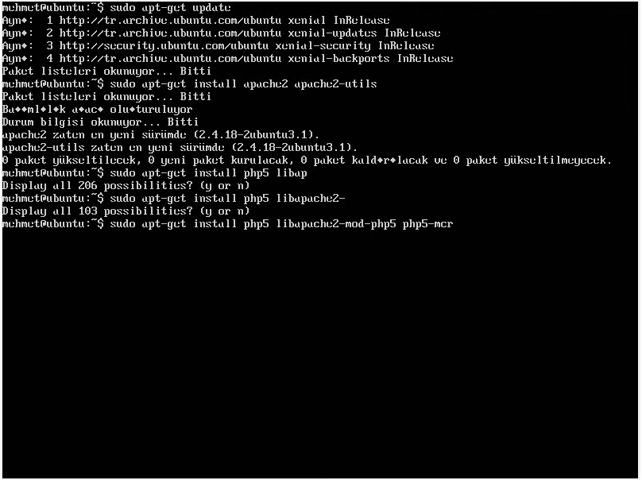 mehmet@ubuntu:~$ sudo apt-get update
Ayn♦:  1 http://tr.archive.ubuntu.com/ubuntu xenial InRelease
Ayn♦:  2 http://tr.archive.ubuntu.com/ubuntu xenial-updates InRelease
Ayn♦:  3 http://security.ubuntu.com/ubuntu xenial-security InRelease
Ayn♦:  4 http://tr.archive.ubuntu.com/ubuntu xenial-backports InRelease
Paket listeleri okunuyor... Bitti
mehmet@ubuntu:~$ sudo apt-get install apache2 apache2-utils
Paket listeleri okunuyor... Bitti
Ba♦♦ml♦l♦k a♦ac♦ olu♦turuluyor
Durum bilgisi okunuyor... Bitti
apache2 zaten en yeni sürümde (2.4.18-2ubuntu3.1).
apache2-utils zaten en yeni sürümde (2.4.18-2ubuntu3.1).
0 paket yükseltilecek, 0 yeni paket kurulacak, 0 paket kald♦r♦lacak ve 0 paket yükseltilmeyecek.
mehmet@ubuntu:~$ sudo apt-get install php5 libap
Display all 206 possibilities? (y or n)
mehmet@ubuntu:~$ sudo apt-get install php5 libapache2-
Display all 103 possibilities? (y or n)
mehmet@ubuntu:~$ sudo apt-get install php5 libapache2-mod-php5 php5-mcr